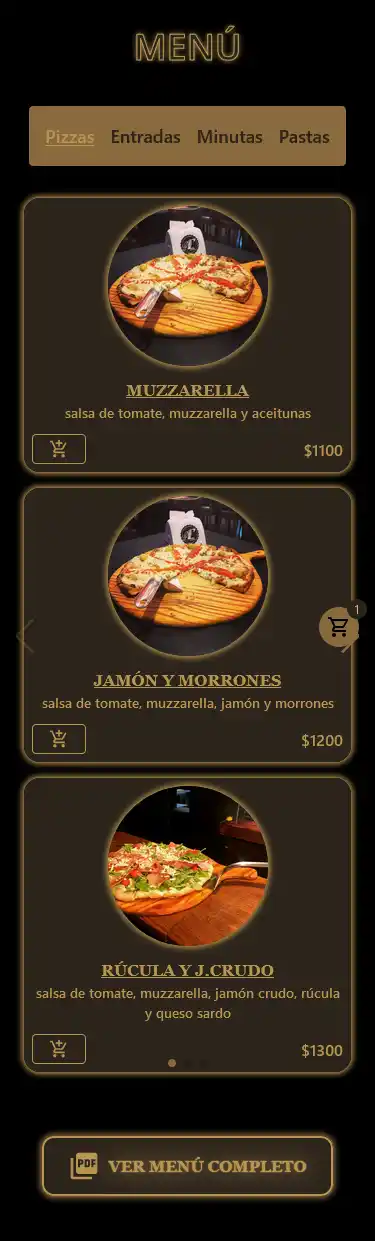 MENÚ
Pizzas Entradas Minutas Pastas
MUZZARELLA
salsa de tomate, muzzarella y aceitunas
$1100
1
JAMÓN Y MORRONES
salsa de tomate, muzzarella, jamón y morrones
$1200
RÚCULA Y J.CRUDO
salsa de tomate, muzzarella, jamón crudo, rúcula
y queso sardo
$1300
PDF VER MENÚ COMPLETO